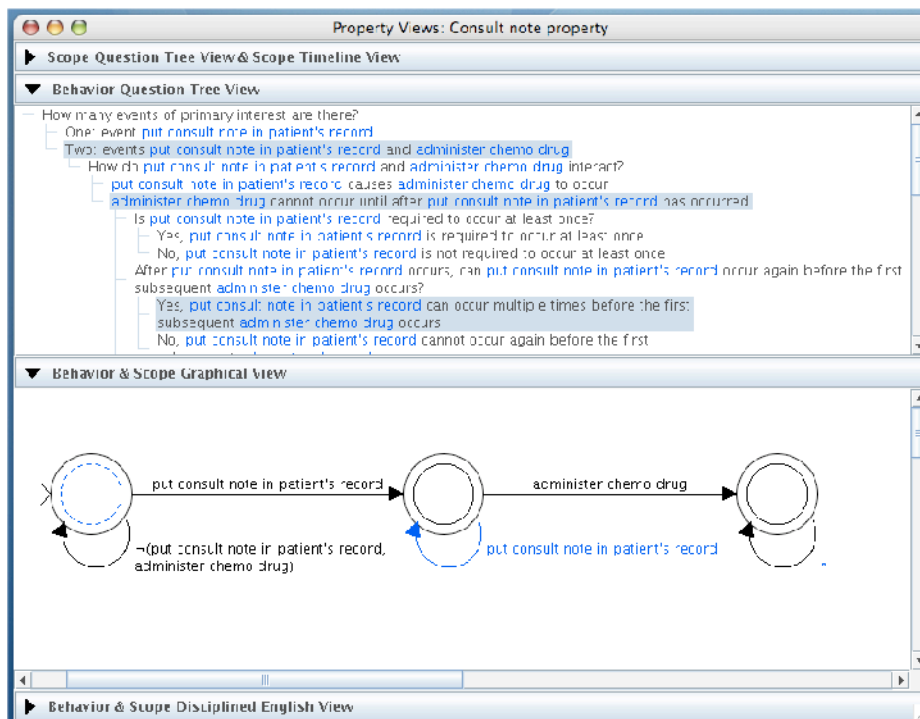 Property Views: Consult note property
Scope Question Tree View & Scope Timeline View
Behavior Question Tree View
How many events of primary interest are there?
One: event put consult note in patient's record
Two: events put consult note in patient's record and administer chemo drug
How do put consult note in patient's record and administer chemo drug interact?
put consult note in patient's record causes administer chemo drug to occur
administer chemo drug cannot occur until after put consult note in patient's record has occurred
Is put consult note in patient's record required to occur at least once?
Yes, put consult note in patient's record is required to occur at least once
No, put consult note in patient's record is not required to occur at least once
After put consult note in patient's record occurs, can put consult note in patient's record occur again before the first
subsequent administer chemo drug occurs?
Yes, put consult note in patient's record can occur multiple times before the first
subsequent administer chemo drug occurs
No, put consult note in patient's record cannot occur again before the first
Behavior & Scope Graphical View
put consult note in patient's record
administer chemo drug
¬(put consult note in patient's record,
administer chemo drug)
put consult note in patient's record
Behavior & Scope Disciplined English View